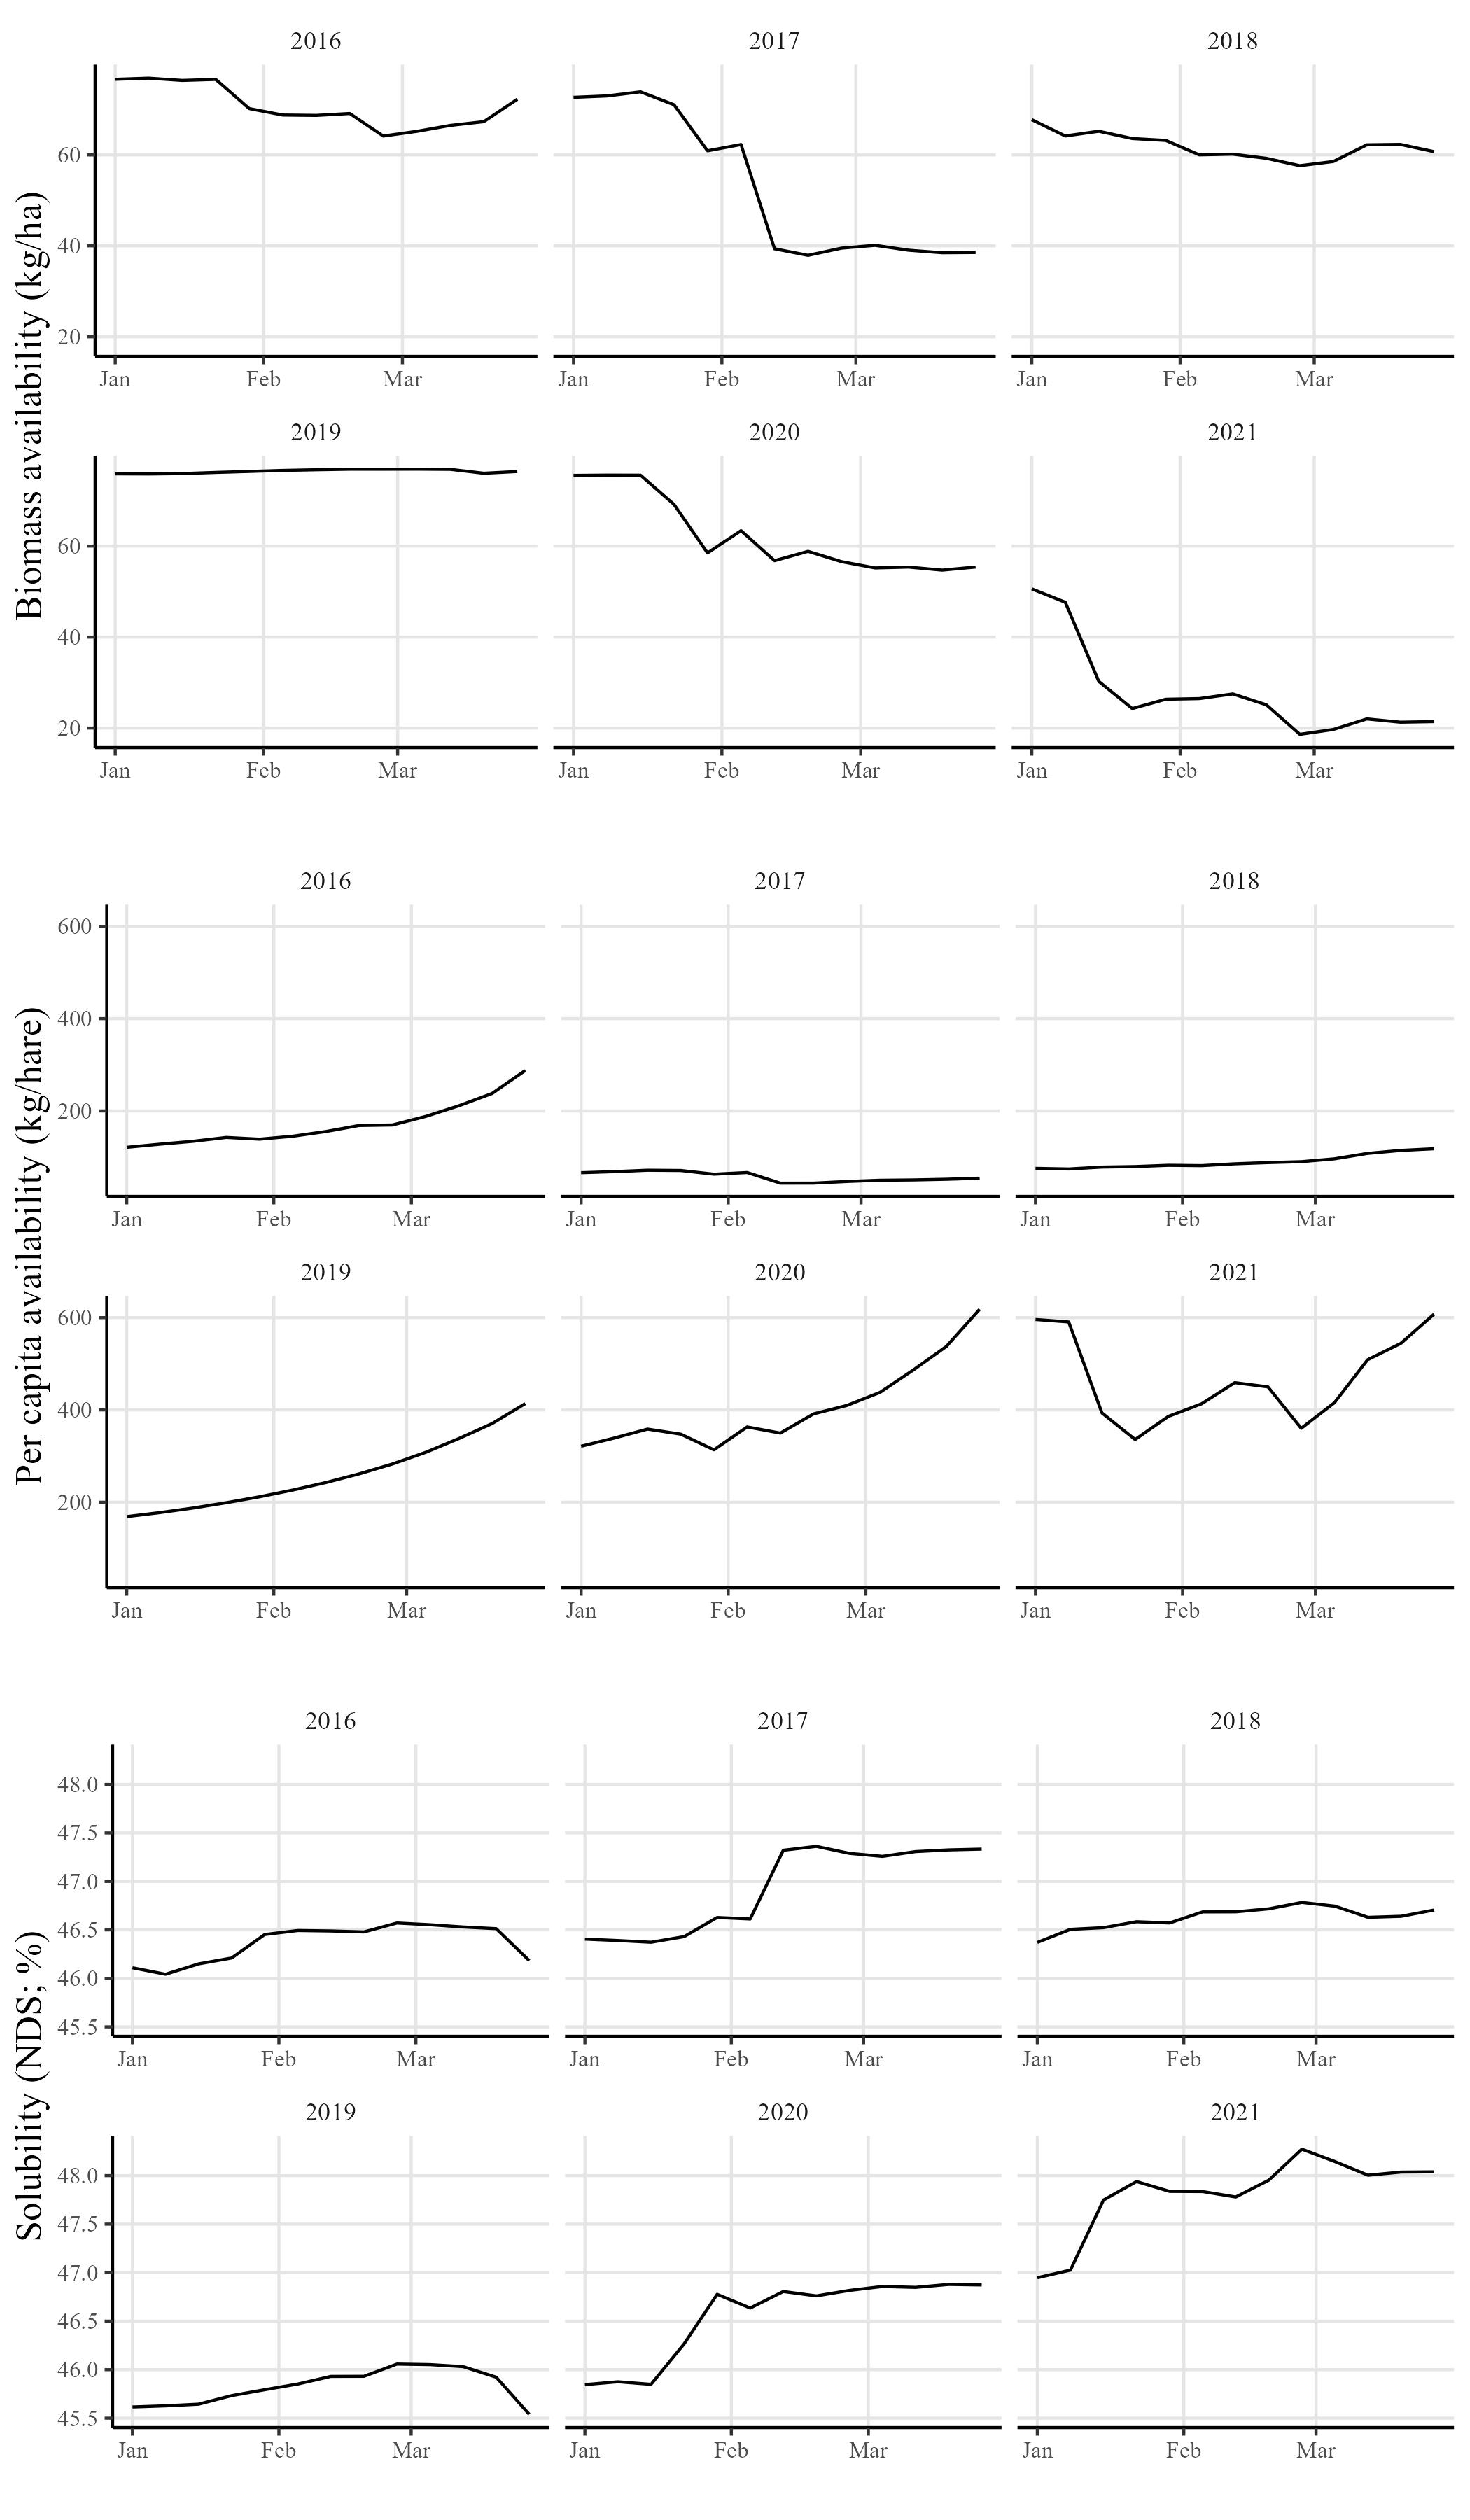 2016 2017 2018
Biomass availability (kg/ha)
60
40
20
Jan Feb Mar Jan Feb Mar Jan Feb Mar
2019 2020 2021
60
40
20
Jan Feb Mar Jan Feb Mar Jan Feb Mar
2016 2017 2018
Per capita availability (kg/hare)
600
400
200
Jan Feb Mar Jan Feb Mar Jan Feb Mar
2019 2020 2021
600
400
200
Jan Feb Mar Jan Feb Mar Jan Feb Mar
2016 2017 2018
Solubility (NDS; %)
48.0
47.5
47.0
46.5
46.0
45.5
Jan Feb Mar Jan Feb Mar Jan Feb Mar
2019 2020 2021
48.0
47.5
47.0
46.5
46.0
45.5
Jan Feb Mar Jan Feb Mar Jan Feb Mar